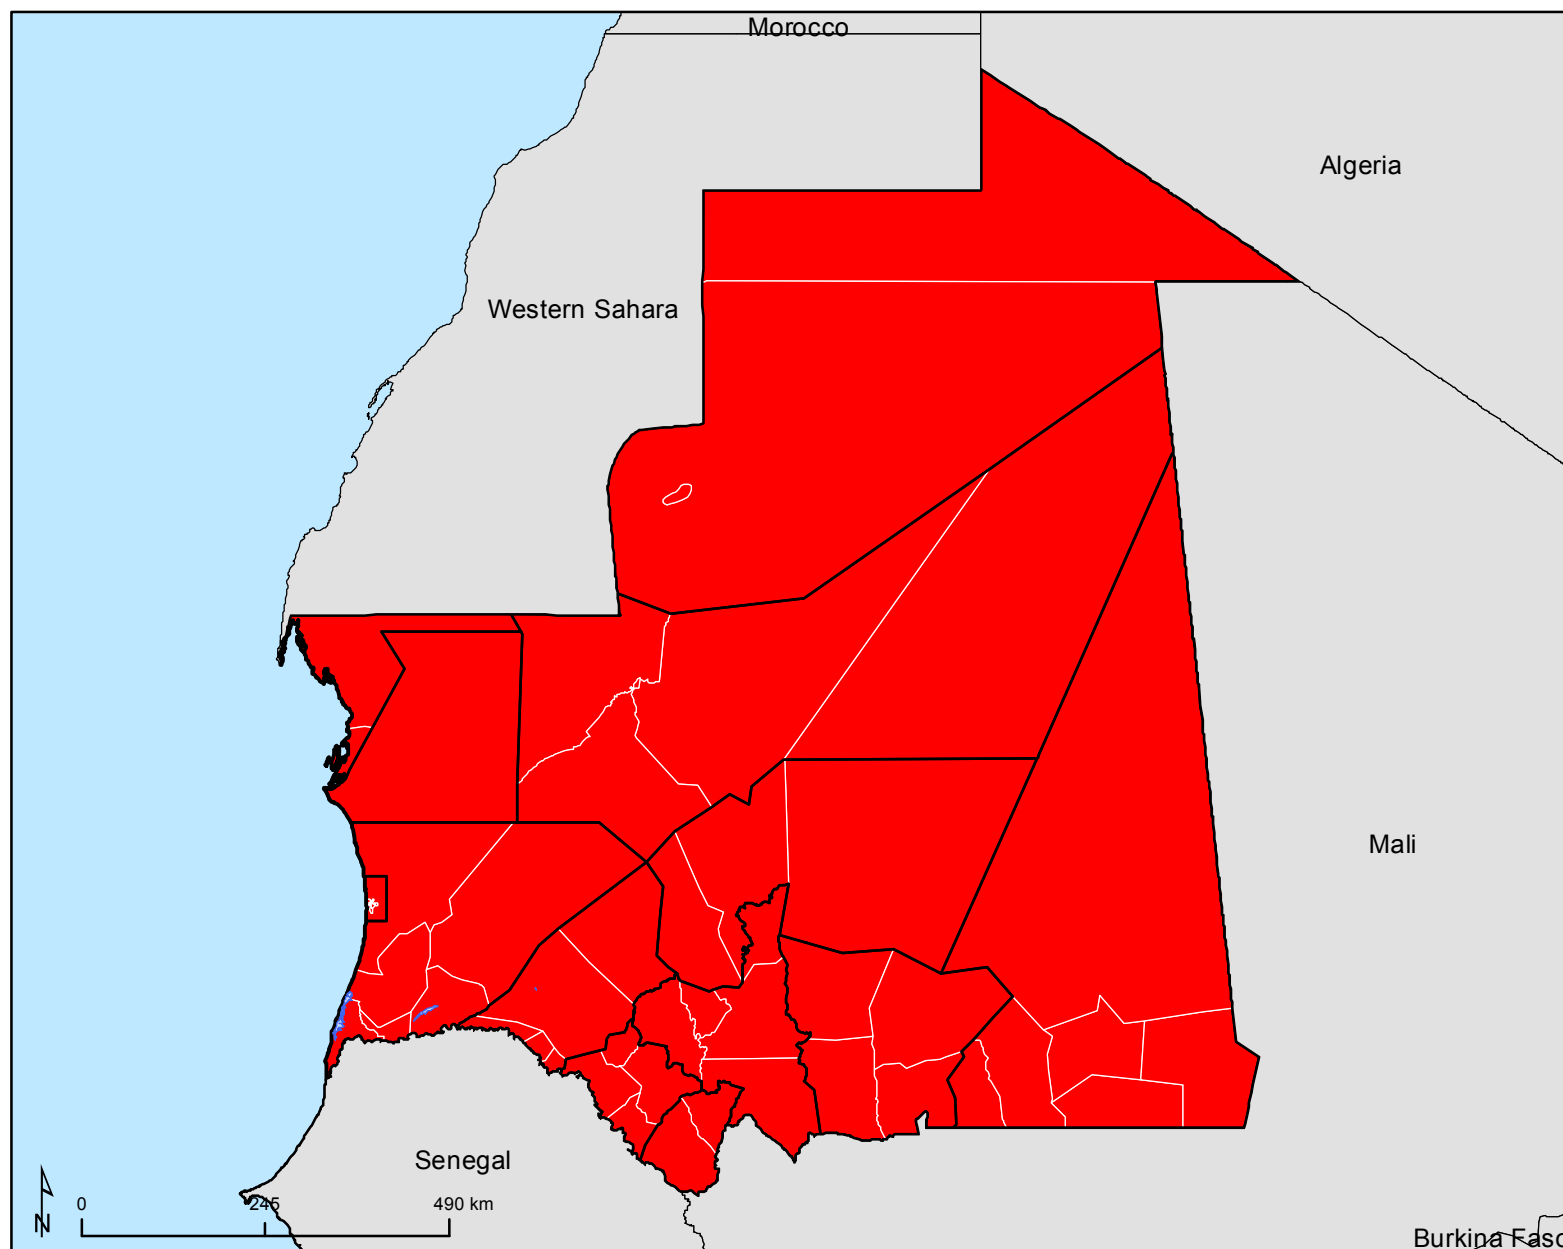 Morocco
Algeria
Western Sahara
Mali
Senegal
0 245 490 km
N
Burkina Faso